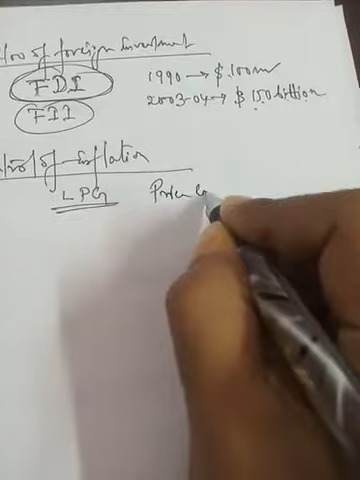 of foreign investment
FDI
1990 → $ 100m
FII
2003-04 → $ 150 billion
of inflation
LPG